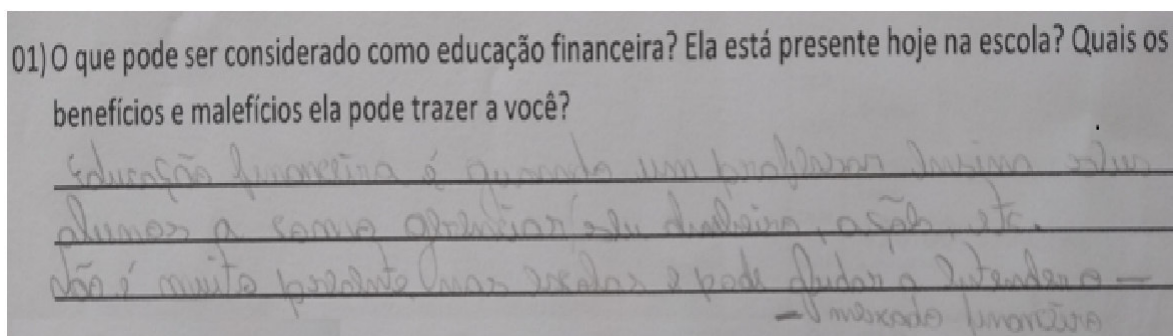 01) O que pode ser considerado como educação financeira? Ela está presente hoje na escola? Quais os
benefícios e malefícios ela pode trazer a você?
Educação financeira é quando um professor ensina seus
alunos a como gerenciar seu dinheiro, ação, etc.
Não é muito presente nas escolas e pode ajudar a entender o —
— mercado financeiro